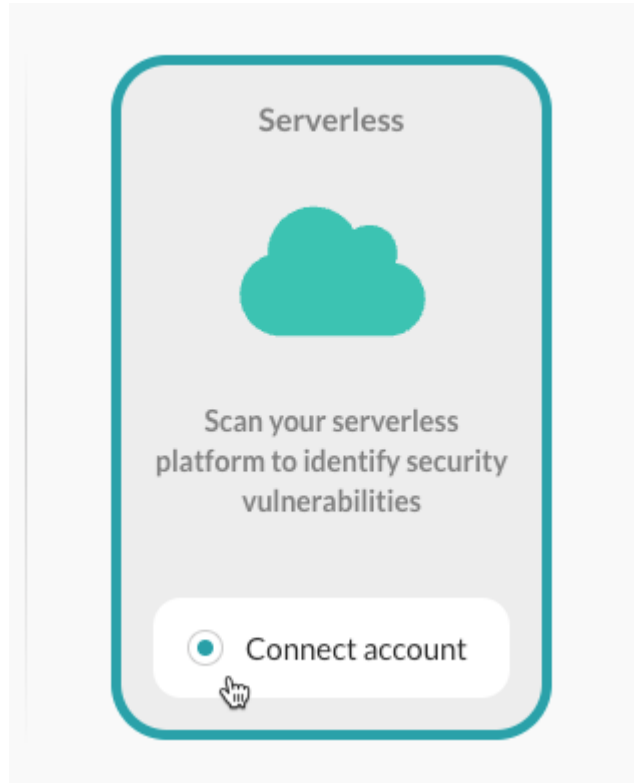 Serverless
Scan your serverless
platform to identify security
vulnerabilities
Connect account